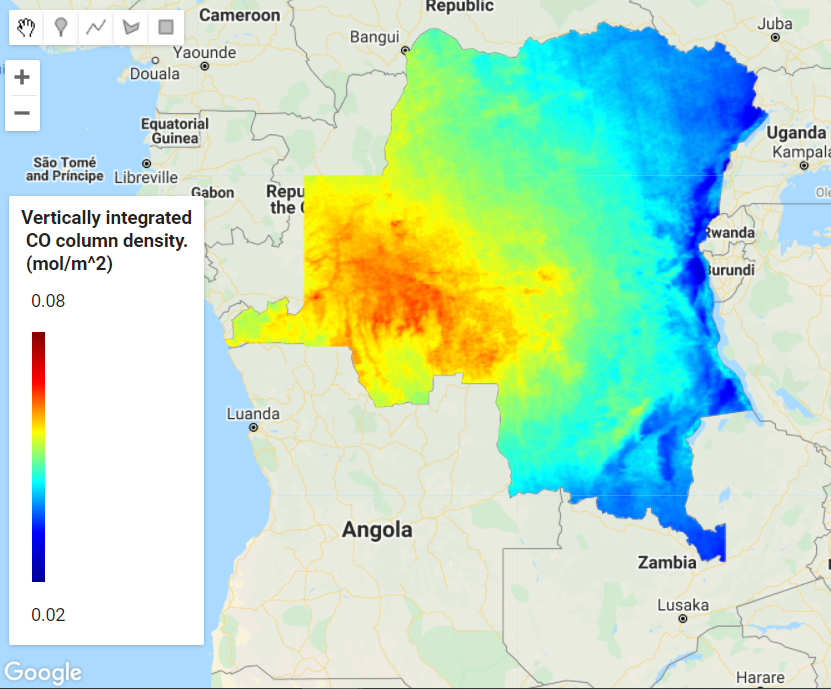 Republic
Cameroon
Juba
Bangui
Yaounde
Douala
+
−
Equatorial
Guinea
Uganda
Kampala
São Tomé
and Príncipe
Libreville
Gabon
Repu
the C
Ole
Vertically integrated
CO column density.
(mol/m^2)
0.08
0.02
Rwanda
Burundi
Luanda
Angola
Zambia
Lusaka
Harare
Google